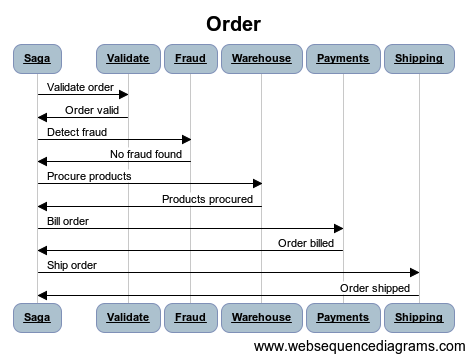 Order
Saga Validate Fraud Warehouse Payments Shipping
Validate order
Order valid
Detect fraud
No fraud found
Procure products
Products procured
Bill order
Order billed
Ship order
Order shipped
Saga Validate Fraud Warehouse Payments Shipping
www.websequencediagrams.com